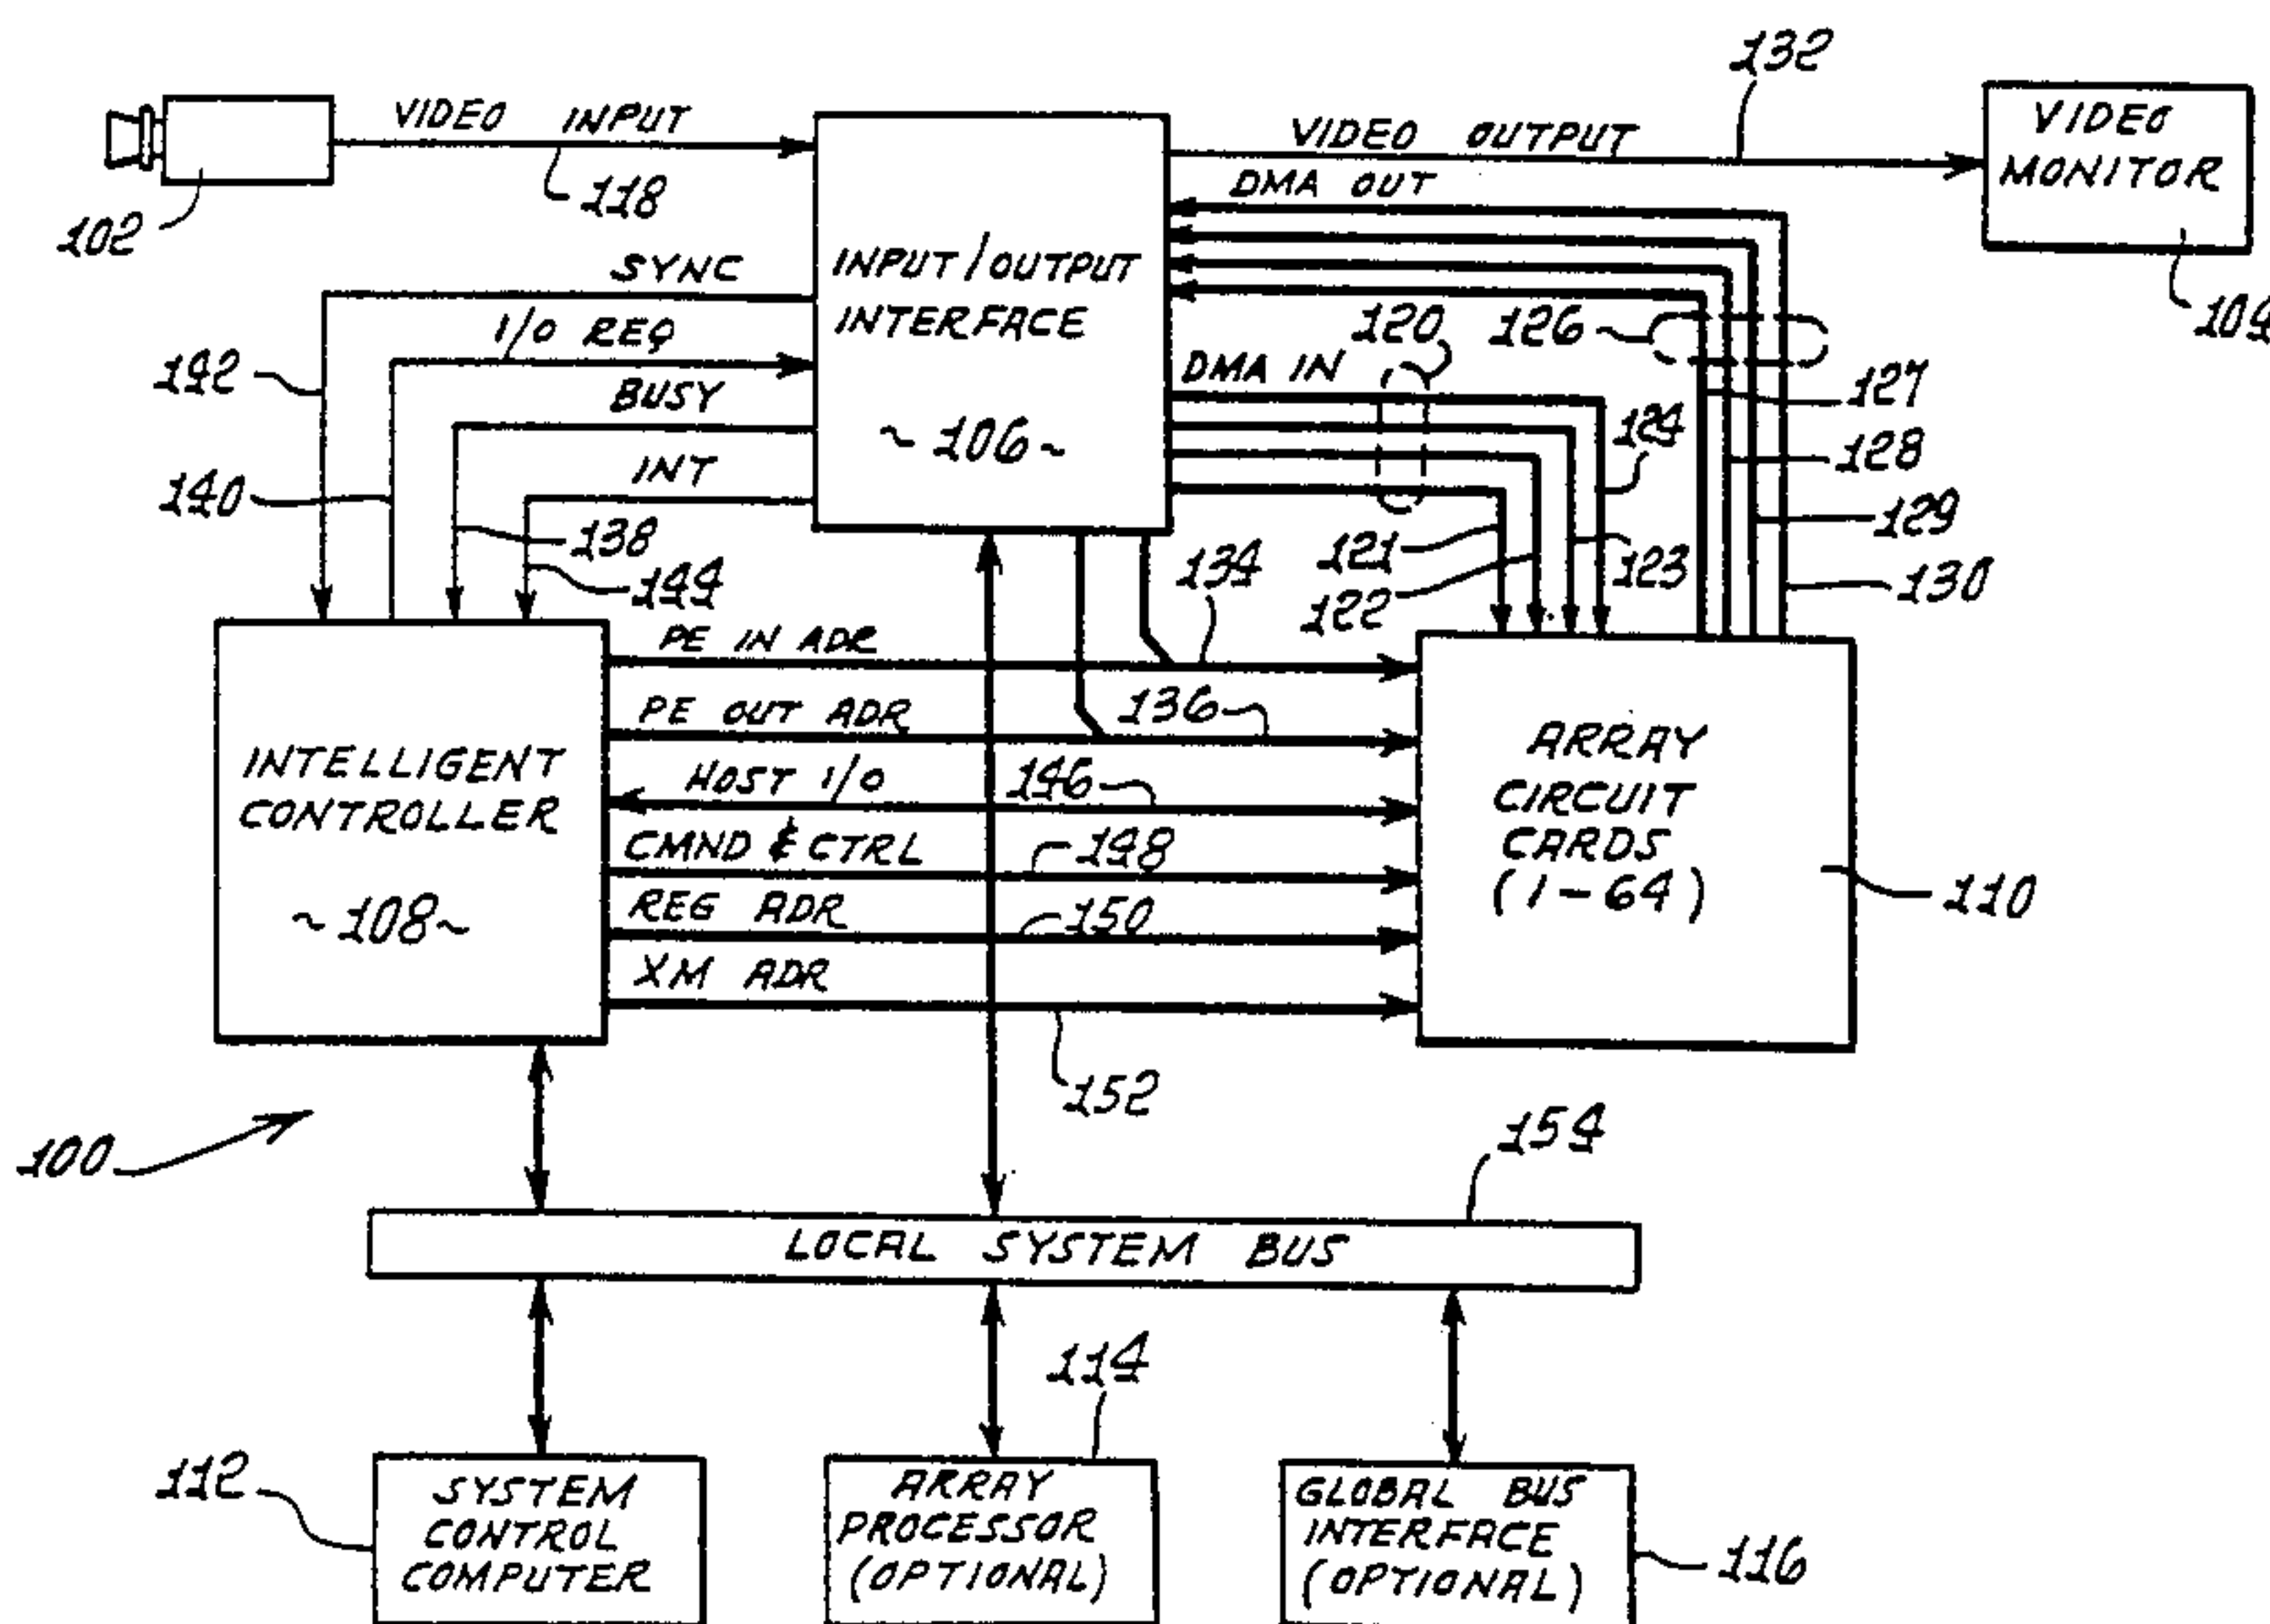 132
VIDEO INPUT
118
102
VIDEO OUTPUT
VIDEO
MONITOR
104
DMA OUT
SYNC
INPUT/OUTPUT
INTERFACE
~ 106 ~
I/O REQ
142
BUSY
INT
140
138
144
120
126
DMA IN
127
124
128
129
121
123
122
130
134
PE IN ADR
PE OUT ADR
136
HOST I/O
146
CMND & CTRL
148
REG ADR
150
XM ADR
152
INTELLIGENT
CONTROLLER
~ 108 ~
ARRAY
CIRCUIT
CARDS
(1-64)
110
100
154
LOCAL SYSTEM BUS
114
112
SYSTEM
CONTROL
COMPUTER
ARRAY
PROCESSOR
(OPTIONAL)
GLOBAL BUS
INTERFACE
(OPTIONAL)
116